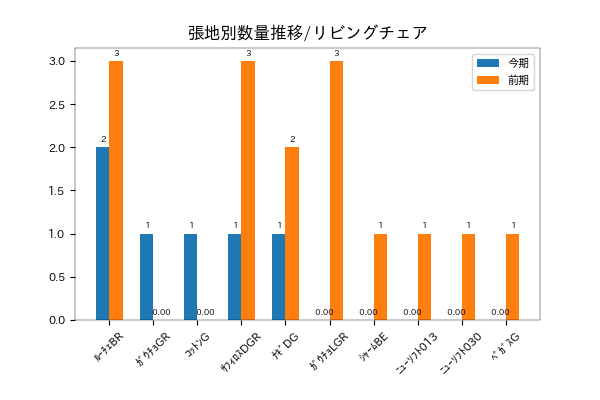 張地別数量推移/リビングチェア
今期
前期
3.0
2.5
2.0
1.5
1.0
0.5
0.0
2 3
1 0.00
1 0.00
1 3
1 2
0.00 3
0.00 1
0.00 1
0.00 1
0.00 1
ﾙｰﾁｪBR
ｶﾞｳﾁｮGR
ｺｯﾄﾝG
ｻﾌｨﾛｽDGR
ﾅｷﾞDG
ｶﾞｳﾁｮLGR
ｼｬｰﾑBE
ﾆｭｰｿﾌﾄ013
ﾆｭｰｿﾌﾄ030
ﾍﾞｶﾞｽG